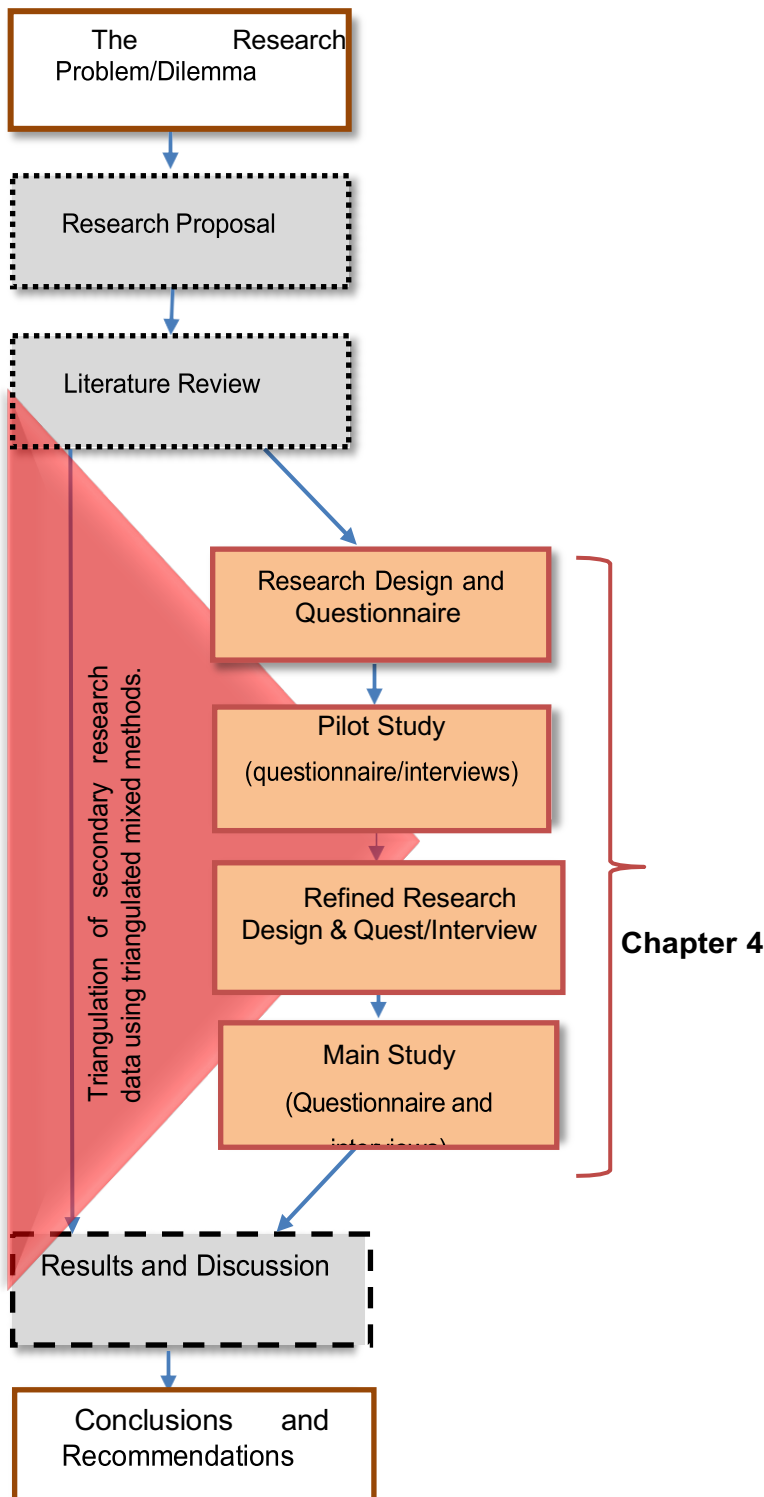 The Research
Problem/Dilemma
Research Proposal
Literature Review
Research Design and
Questionnaire
Pilot Study
(questionnaire/interviews)
Refined Research
Design & Quest/Interview
Main Study
(Questionnaire and
interviews)
Chapter 4
Triangulation of secondary research
data using triangulated mixed methods.
Results and Discussion
Conclusions and
Recommendations